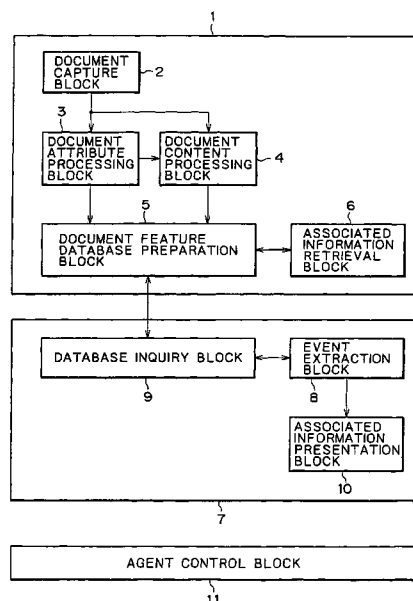 1
DOCUMENT
CAPTURE
BLOCK
2
3
DOCUMENT
ATTRIBUTE
PROCESSING
BLOCK
DOCUMENT
CONTENT
PROCESSING
BLOCK
4
5
DOCUMENT FEATURE
DATABASE PREPARATION
BLOCK
6
ASSOCIATED
INFORMATION
RETRIEVAL
BLOCK
DATABASE INQUIRY BLOCK
9
EVENT
EXTRACTION
BLOCK
8
ASSOCIATED
INFORMATION
PRESENTATION
BLOCK
10
7
AGENT CONTROL BLOCK
11